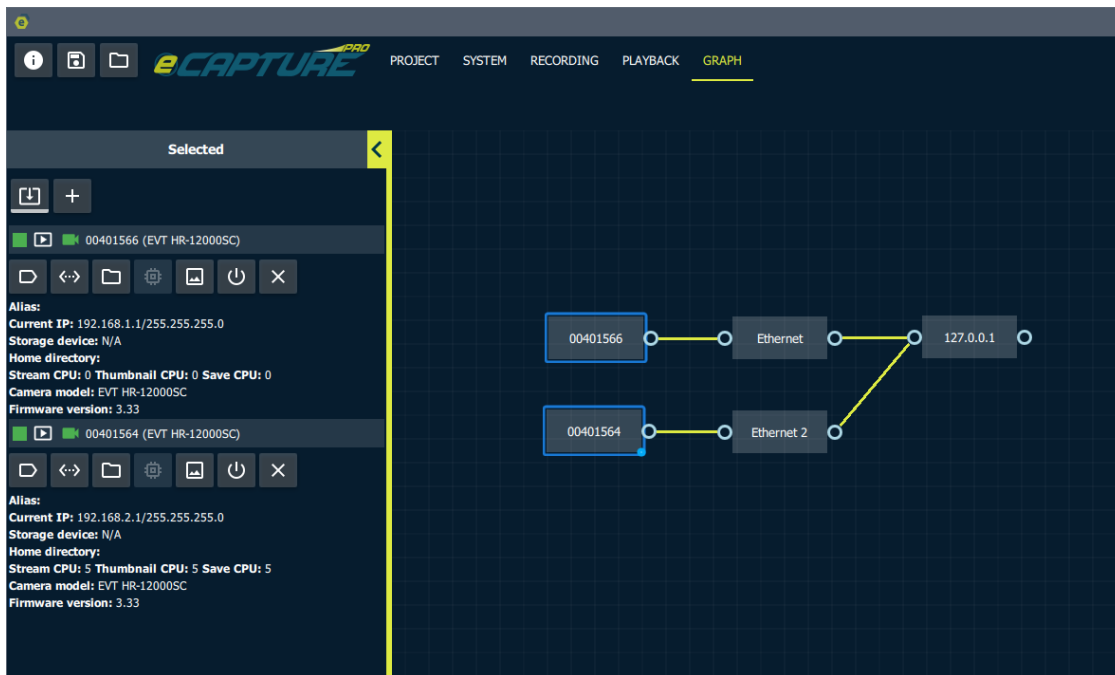 e
eCAPTURE PRO
PROJECT SYSTEM RECORDING PLAYBACK GRAPH
Selected
00401566 (EVT HR-12000SC)
Alias:
Current IP: 192.168.1.1/255.255.255.0
Storage device: N/A
Home directory:
Stream CPU: 0 Thumbnail CPU: 0 Save CPU: 0
Camera model: EVT HR-12000SC
Firmware version: 3.33
00401564 (EVT HR-12000SC)
Alias:
Current IP: 192.168.2.1/255.255.255.0
Storage device: N/A
Home directory:
Stream CPU: 5 Thumbnail CPU: 5 Save CPU: 5
Camera model: EVT HR-12000SC
Firmware version: 3.33
00401566 Ethernet 127.0.0.1
00401564 Ethernet 2